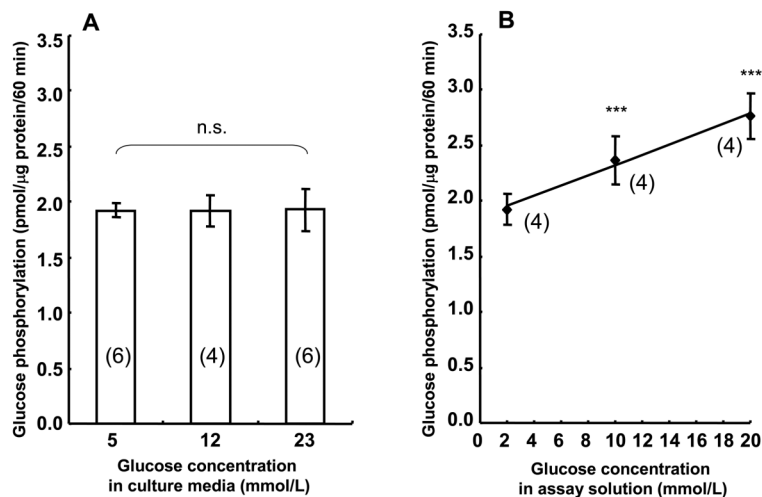 A
Glucose phosphorylation (pmol/µg protein/60 min)
3.5
3.0
2.5
2.0
1.5
1.0
0.5
0.0
n.s.
(6)
(4)
(6)
5
12
23
Glucose concentration
in culture media (mmol/L)
B
Glucose phosphorylation (pmol/µg protein/60 min)
3.5
3.0
2.5
2.0
1.5
1.0
0.5
0.0
***
***
(4)
(4)
(4)
0 2 4 6 8 10 12 14 16 18 20
Glucose concentration
in assay solution (mmol/L)